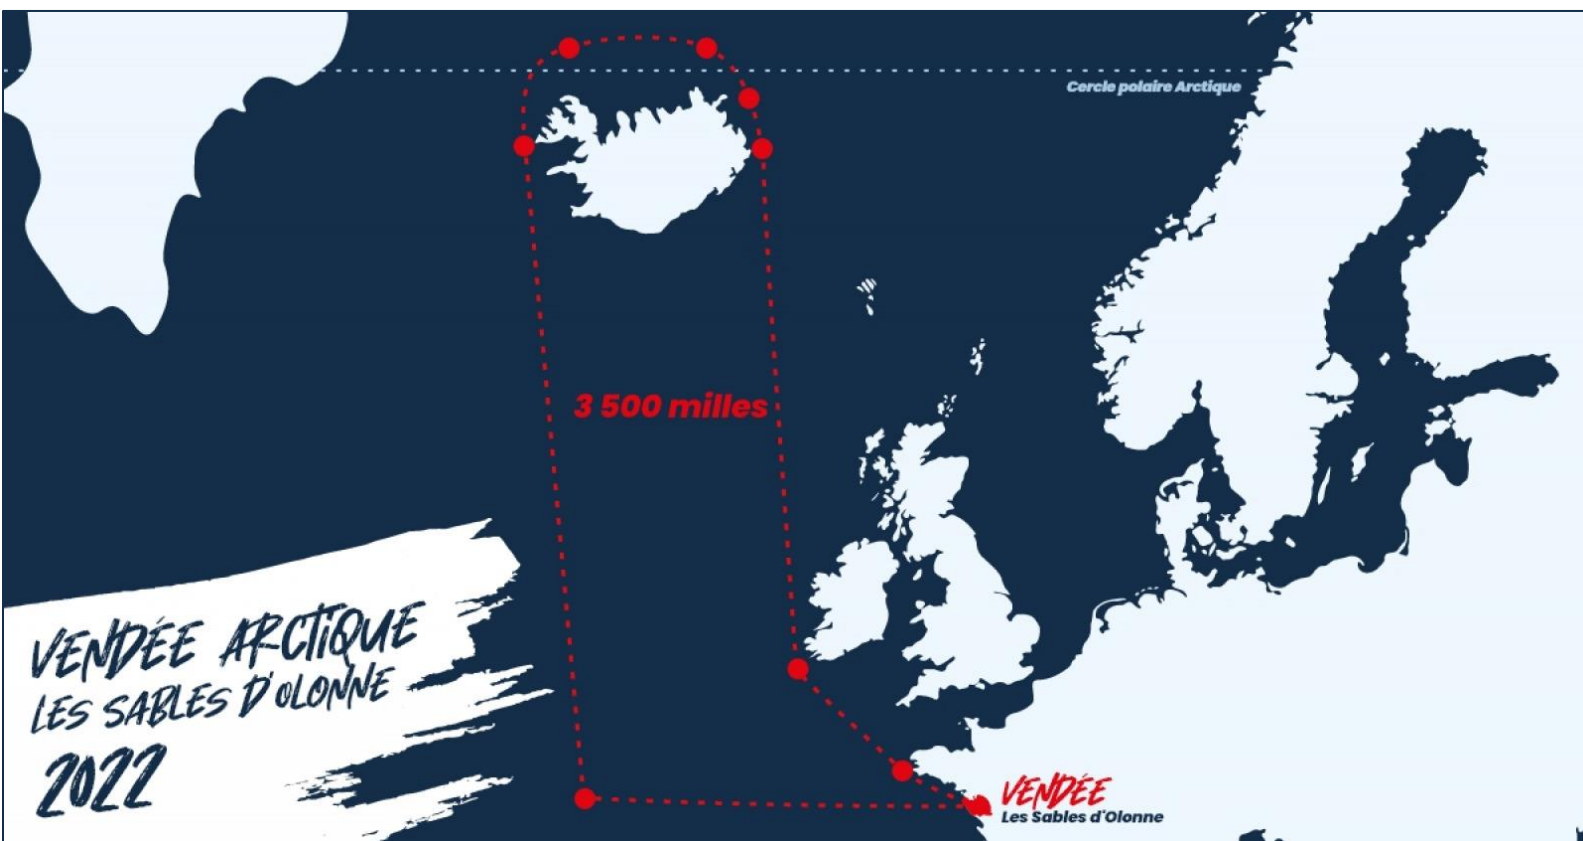 Cercle polaire Arctique
3 500 milles
VENDÉE ARCTIQUE
LES SABLES D'OLONNE
2022
VENDÉE
Les Sables d'Olonne